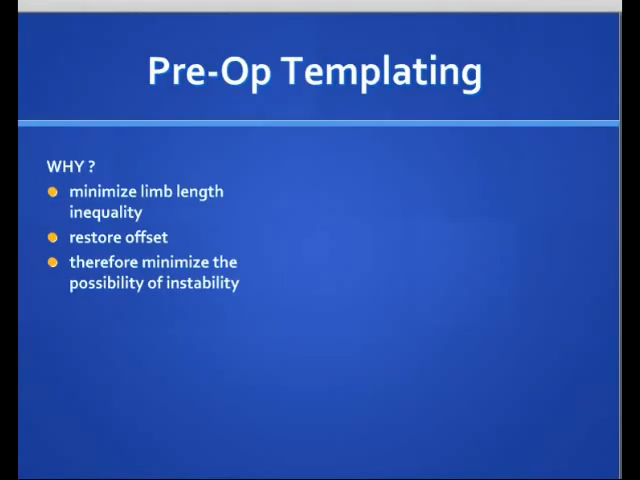 Pre-Op Templating
WHY ?
minimize limb length
inequality
restore offset
therefore minimize the
possibility of instability